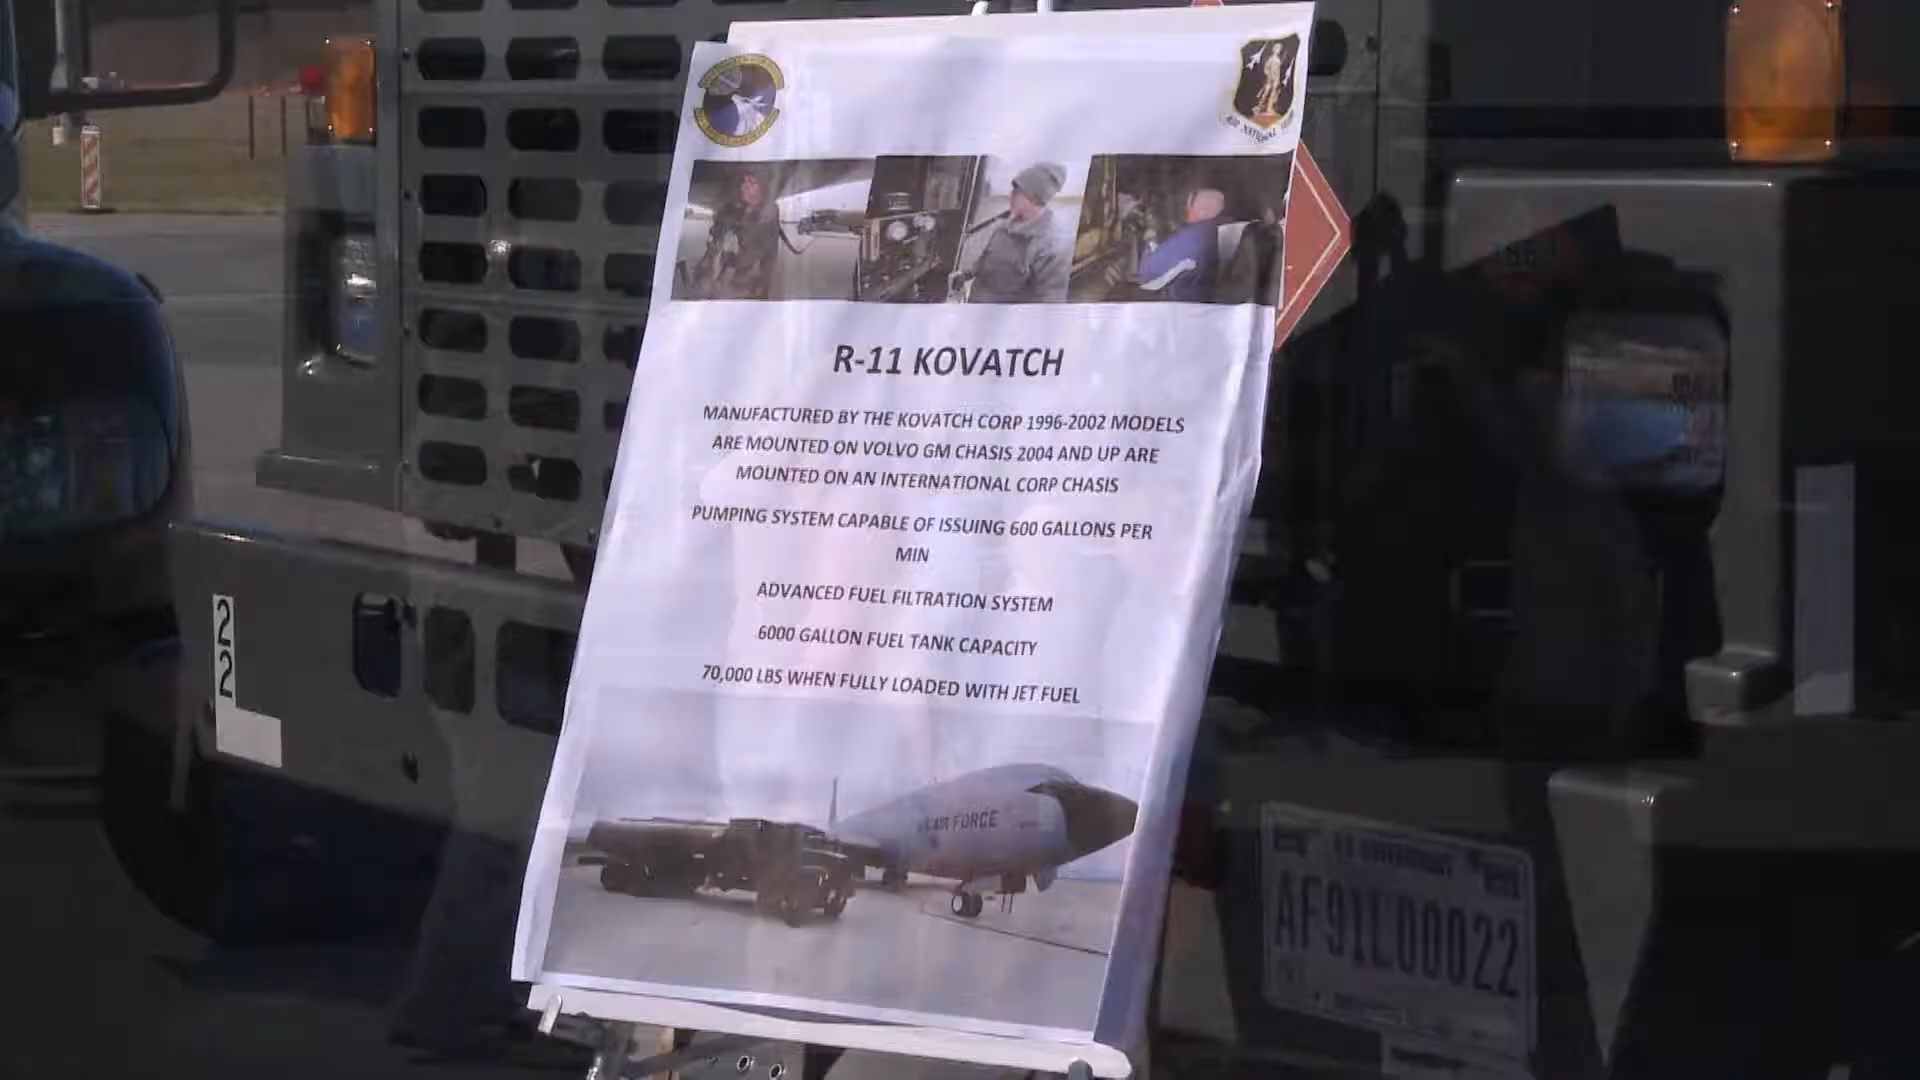 AIR NATIONAL
R-11 KOVATCH
MANUFACTURED BY THE KOVATCH CORP 1996-2002 MODELS
ARE MOUNTED ON VOLVO GM CHASIS 2004 AND UP ARE
MOUNTED ON AN INTERNATIONAL CORP CHASIS
PUMPING SYSTEM CAPABLE OF ISSUING 600 GALLONS PER
MIN
ADVANCED FUEL FILTRATION SYSTEM
6000 GALLON FUEL TANK CAPACITY
70,000 LBS WHEN FULLY LOADED WITH JET FUEL
AIR FORCE
22
AF91L00022